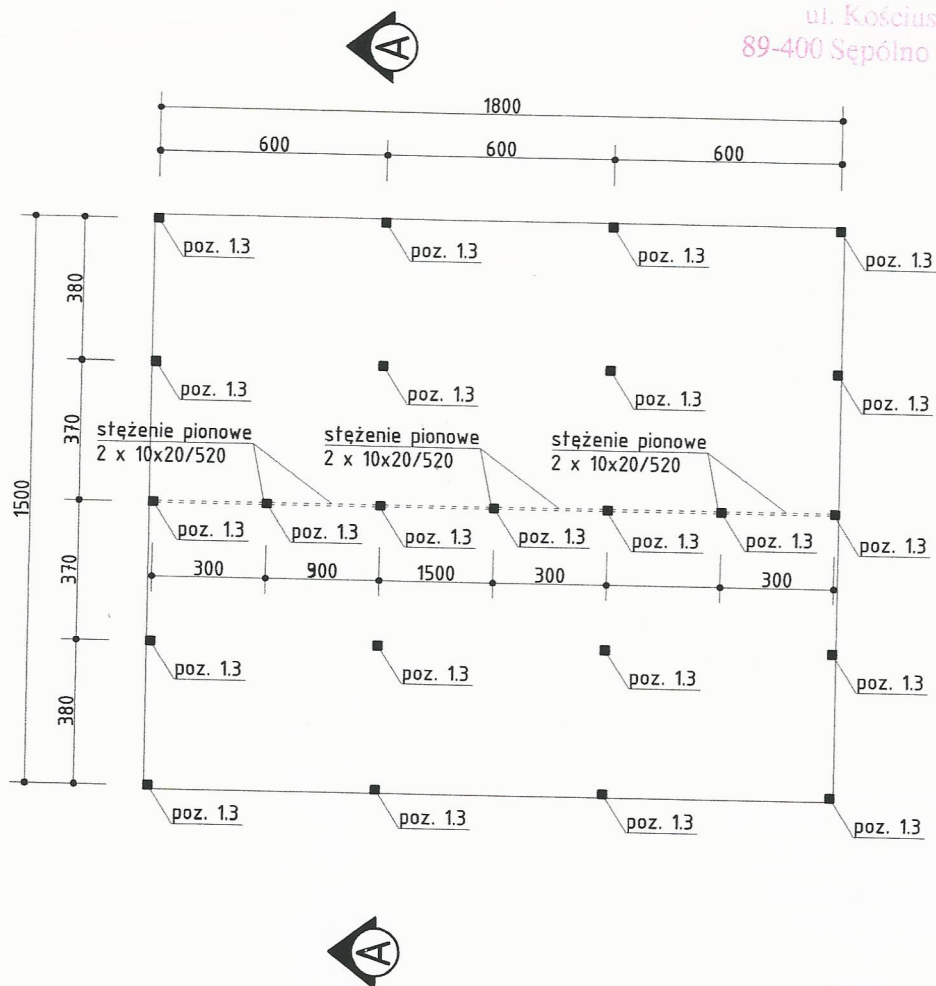 ul. Kościus
89-400 Sępólno
A
1800
600
600
600
poz. 1.3
poz. 1.3
poz. 1.3
poz. 1.3
380
poz. 1.3
poz. 1.3
poz. 1.3
poz. 1.3
370
1500
stężenie pionowe
2 x 10x20/520
stężenie pionowe
2 x 10x20/520
stężenie pionowe
2 x 10x20/520
poz. 1.3
poz. 1.3
poz. 1.3
poz. 1.3
poz. 1.3
poz. 1.3
poz. 1.3
300
900
1500
300
300
370
poz. 1.3
poz. 1.3
poz. 1.3
poz. 1.3
380
poz. 1.3
poz. 1.3
poz. 1.3
poz. 1.3
A